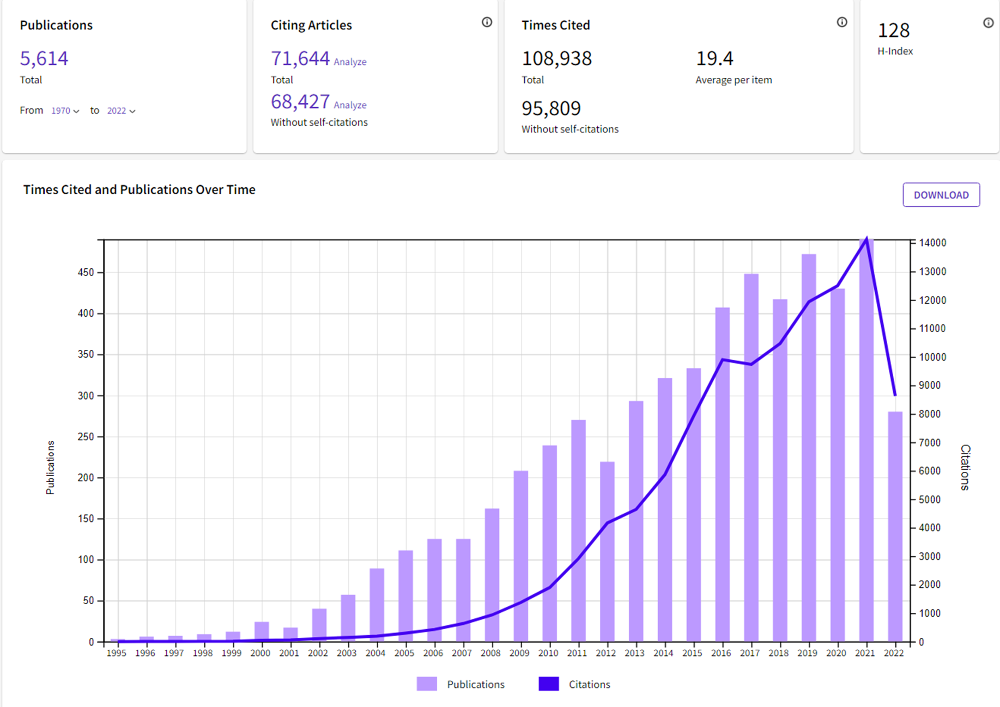 Publications
5,614
Total
From 1970 to 2022
Citing Articles
71,644 Analyze
Total
68,427 Analyze
Without self-citations
Times Cited
108,938
Total
95,809
Without self-citations
19.4
Average per item
128
H-Index
Times Cited and Publications Over Time
DOWNLOAD
Publications
450
400
350
300
250
200
150
100
50
0
14000
13000
12000
11000
10000
9000
8000
7000
6000
5000
4000
3000
2000
1000
0
Citations
1995 1996 1997 1998 1999 2000 2001 2002 2003 2004 2005 2006 2007 2008 2009 2010 2011 2012 2013 2014 2015 2016 2017 2018 2019 2020 2021 2022
Publications Citations